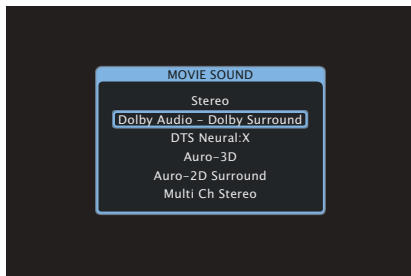 MOVIE SOUND
Stereo
Dolby Audio – Dolby Surround
DTS Neural:X
Auro–3D
Auro–2D Surround
Multi Ch Stereo